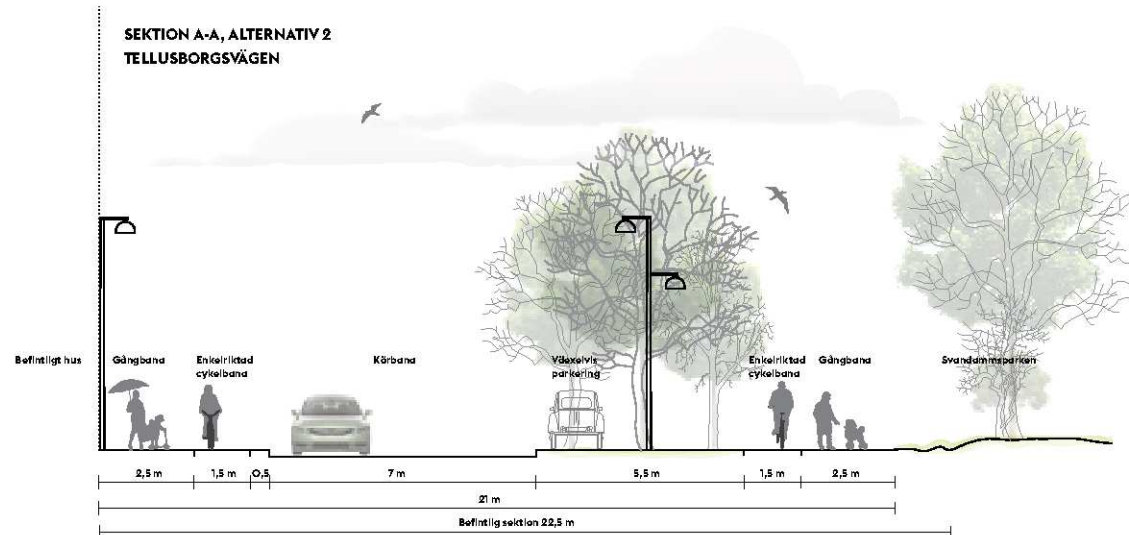 SEKTION A-A, ALTERNATIV 2
TELLUSBORGSVÄGEN
Befintligt hus
Gångbana
Enkelriktad
cykelbana
Körbana
Växelvis
parkering
Enkelriktad
cykelbana
Gångbana
Svandammsparken
2,5 m
1,5 m
0,5
7 m
5,5 m
1,5 m
2,5 m
21 m
Befintlig sektion 22,5 m